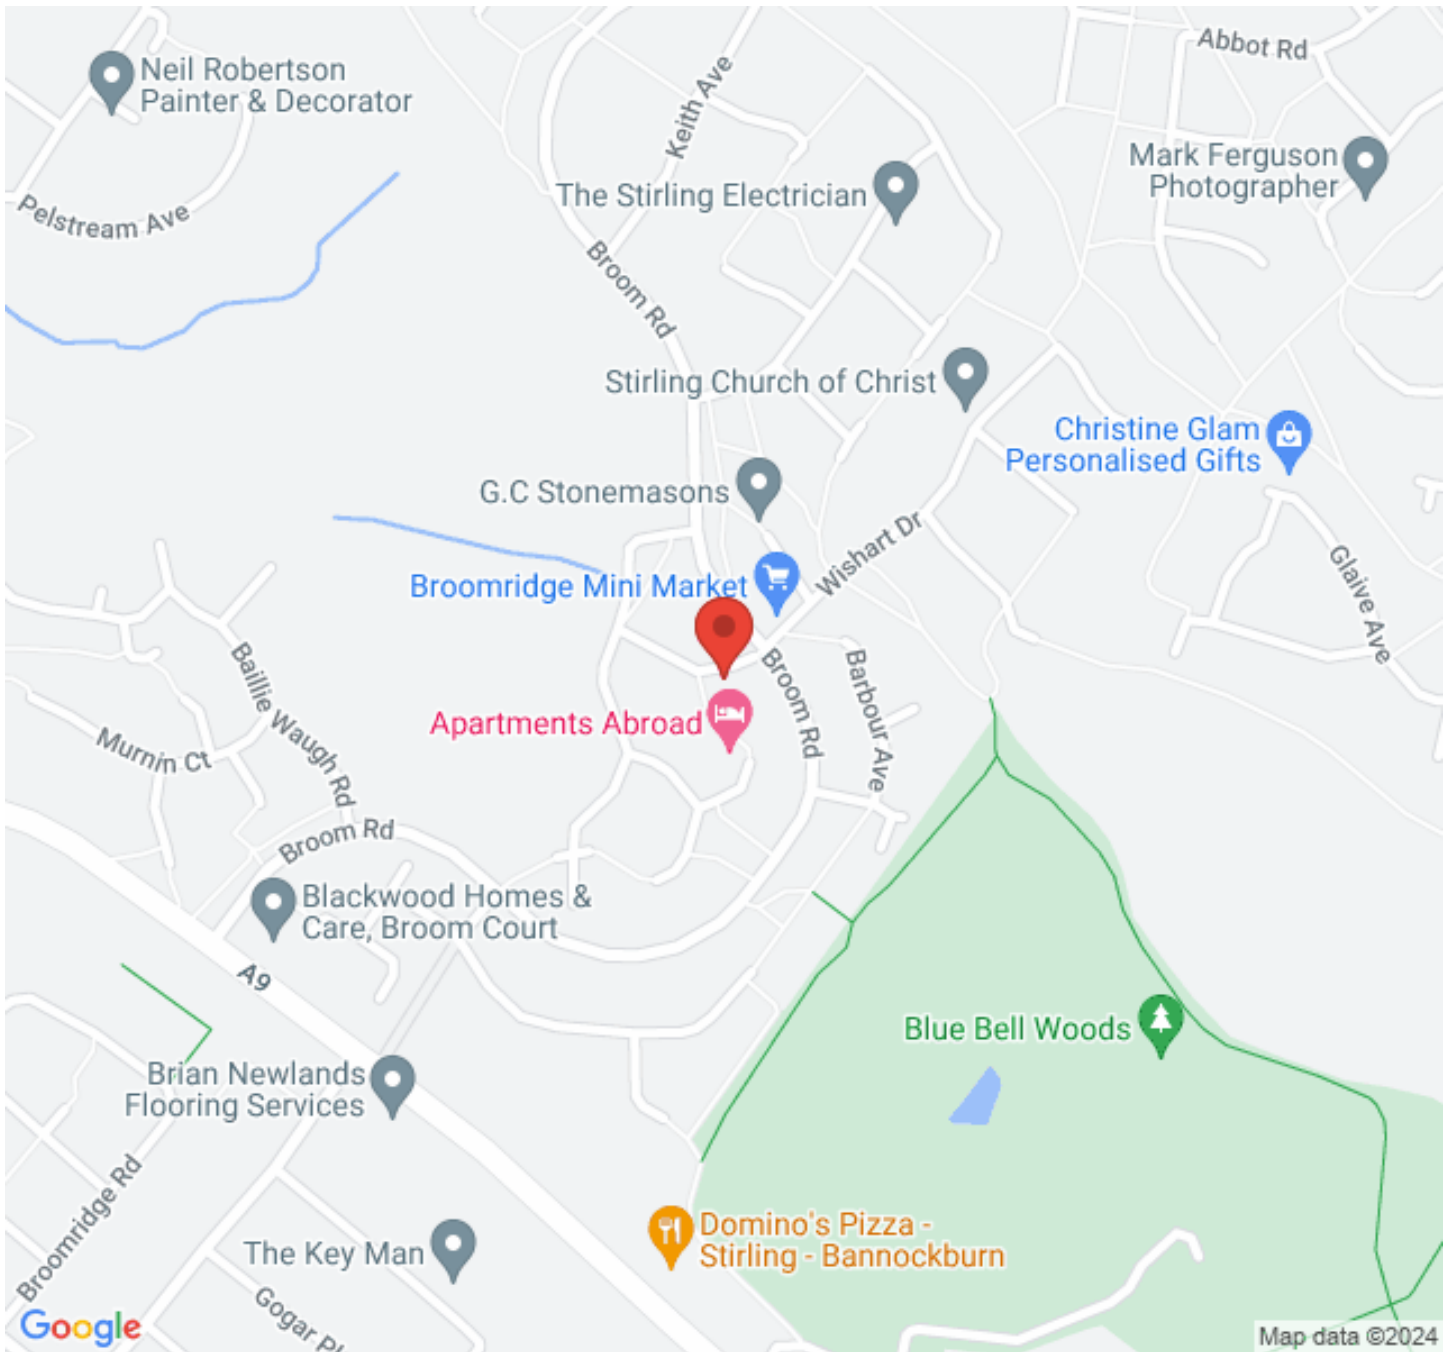 Abbot Rd
Neil Robertson
Painter & Decorator
Keith Ave
Mark Ferguson
Photographer
The Stirling Electrician
Pelstream Ave
Broom Rd
Stirling Church of Christ
Christine Glam
Personalised Gifts
G.C Stonemasons
Wishart Dr
Broomridge Mini Market
Glaive Ave
Baillie Waugh Rd
Broom Rd
Barbour Ave
Apartments Abroad
Murnin Ct
Broom Rd
Blackwood Homes &
Care, Broom Court
A9
Blue Bell Woods
Brian Newlands
Flooring Services
Broomridge Rd
Domino's Pizza -
Stirling - Bannockburn
The Key Man
Gogar Pl
Google
Map data ©2024